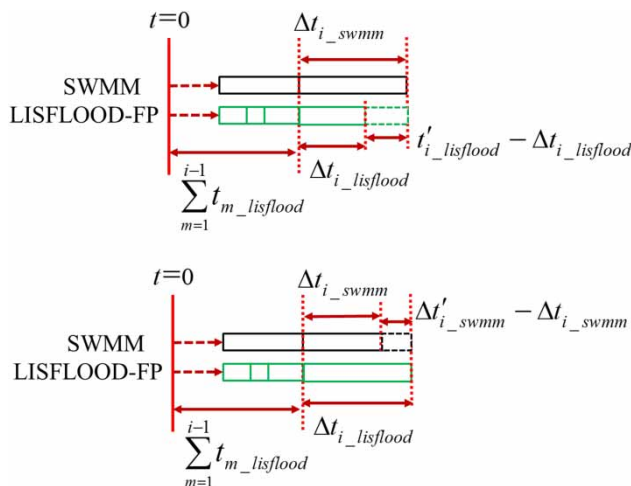 t=0
Δt_{i_swmm}
SWMM
LISFLOOD-FP
t′_{i_lisflood} − Δt_{i_lisflood}
Δt_{i_lisflood}
∑_{m=1}^{i−1} t_{m_lisflood}
t=0
Δt_{i_swmm}
Δt′_{i_swmm} − Δt_{i_swmm}
SWMM
LISFLOOD-FP
Δt_{i_lisflood}
∑_{m=1}^{i−1} t_{m_lisflood}